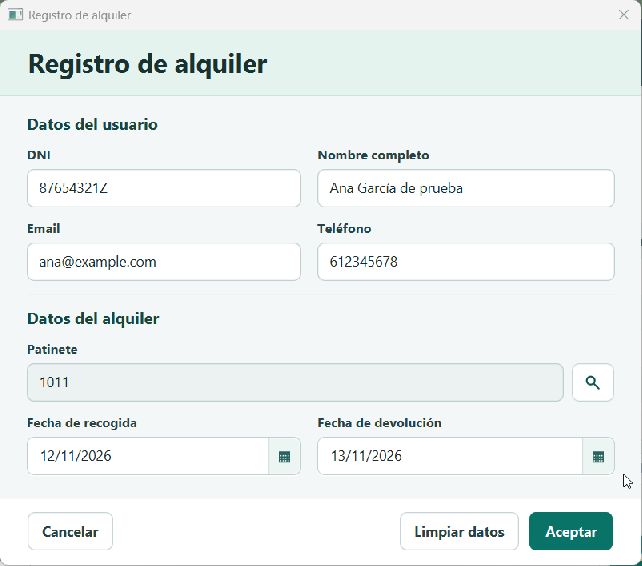 Registro de alquiler
Registro de alquiler
Datos del usuario
DNI
Nombre completo
87654321Z
Ana García de prueba
Email
Teléfono
ana@example.com
612345678
Datos del alquiler
Patinete
1011
Fecha de recogida
Fecha de devolución
12/11/2026
13/11/2026
Cancelar
Limpiar datos
Aceptar